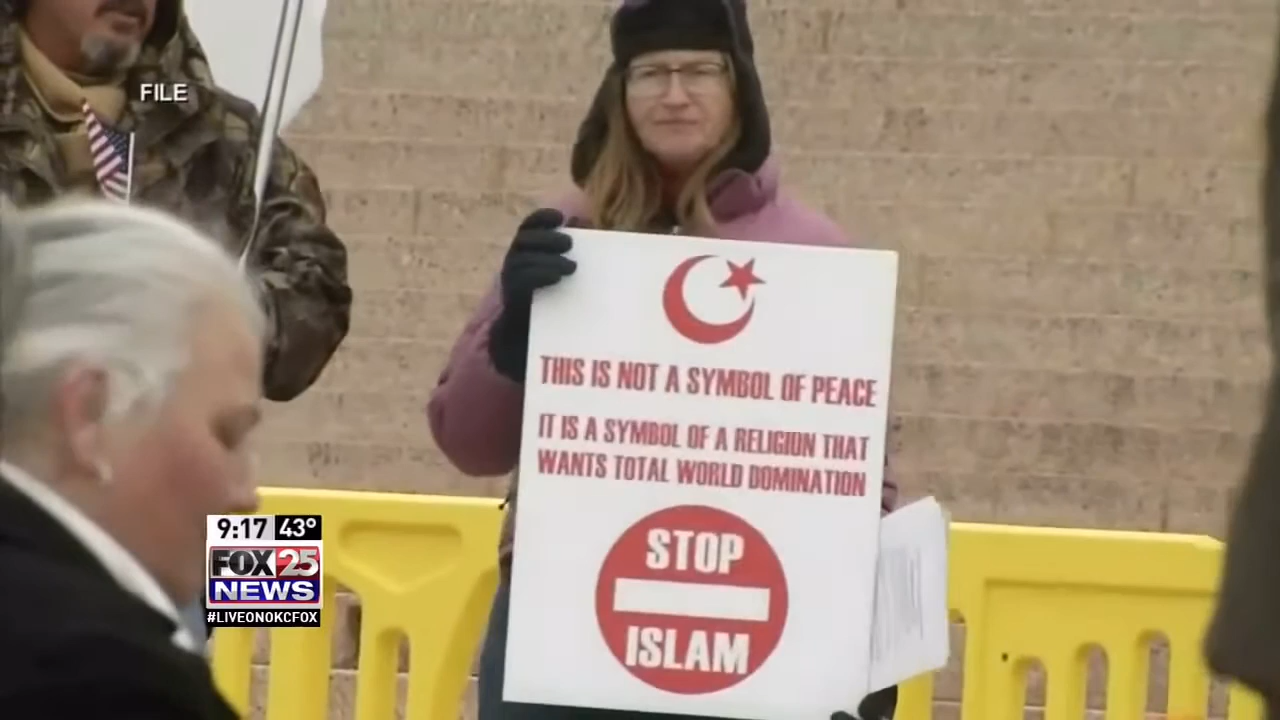 FILE
THIS IS NOT A SYMBOL OF PEACE
IT IS A SYMBOL OF A RELIGION THAT
WANTS TOTAL WORLD DOMINATION
STOP
ISLAM
9:17 43°
FOX 25
NEWS
#LIVEONOKCFOX